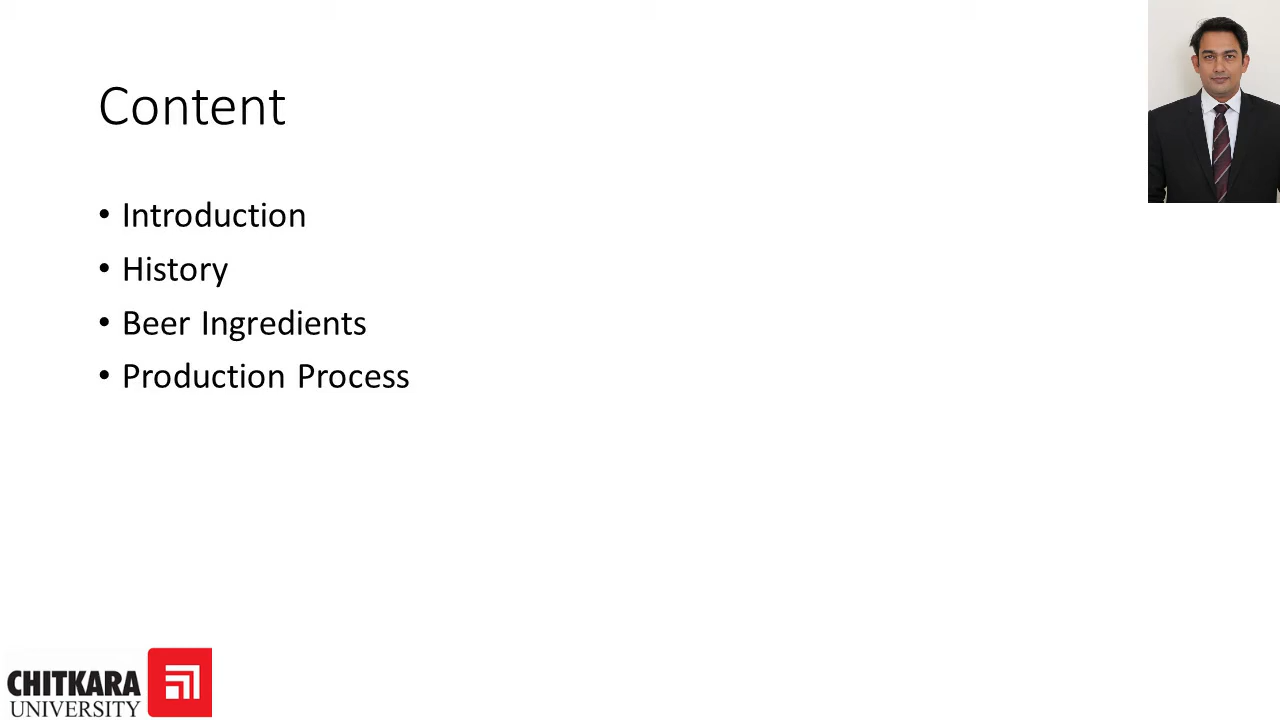 Content
• Introduction
• History
• Beer Ingredients
• Production Process
CHITKARA
UNIVERSITY